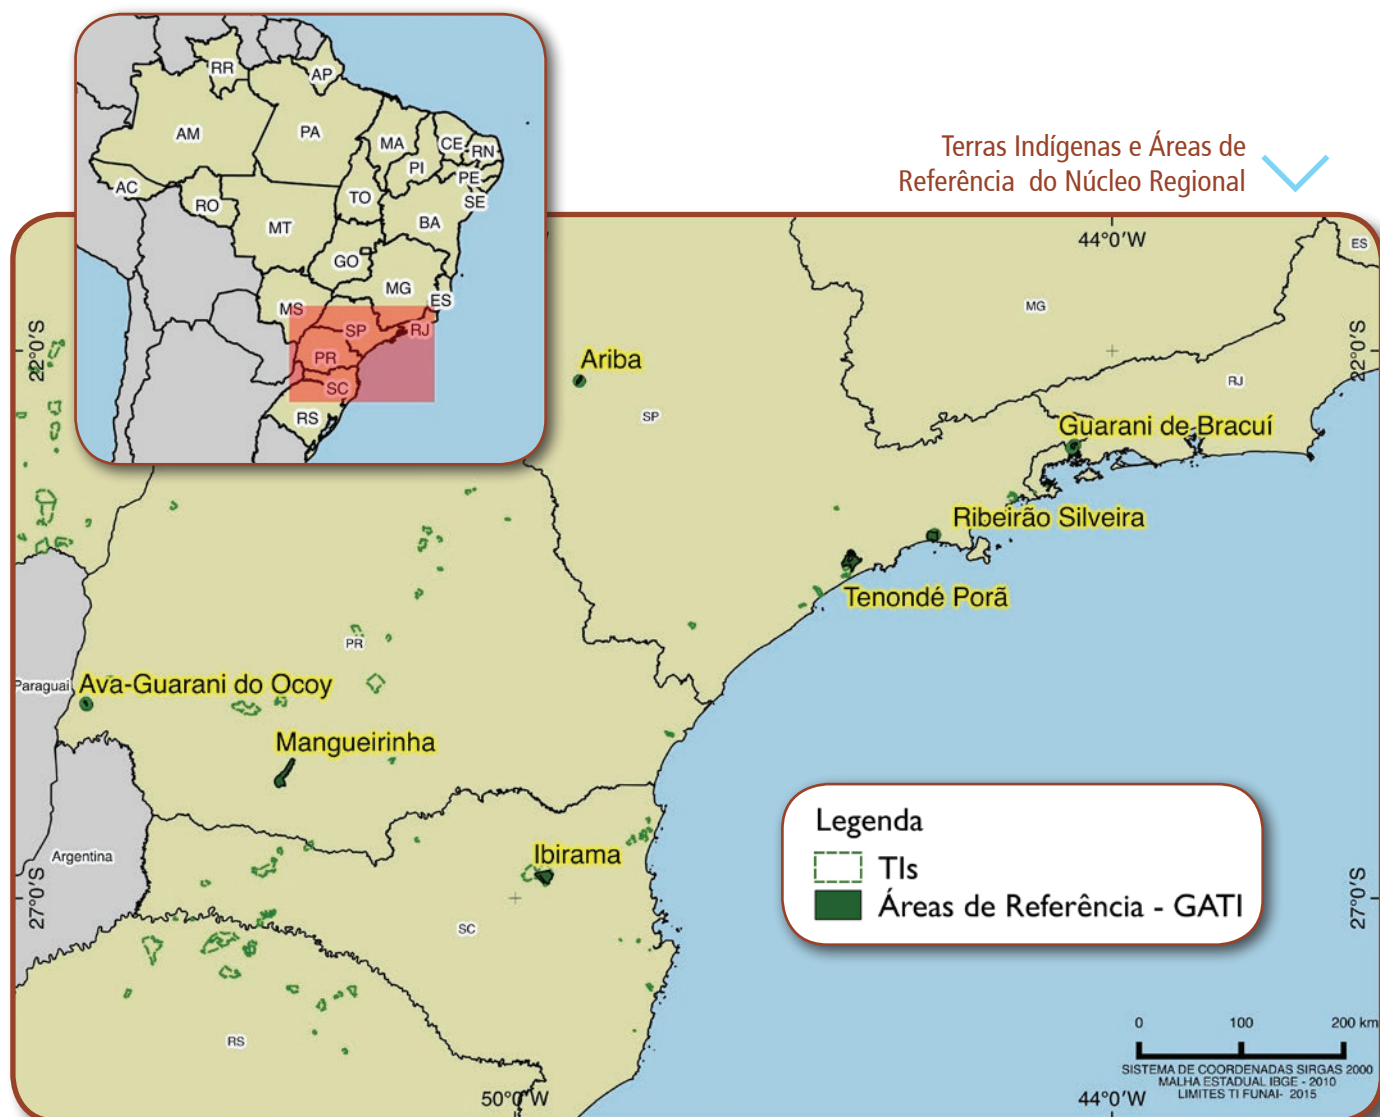 RR
AP
AM
PA
MA
CE
RN
PI
PE
AC
TO
SE
RO
BA
MT
GO
MG
MS
ES
SP
RJ
PR
SC
RS
Terras Indígenas e Áreas de
Referência do Núcleo Regional
44°0'W
ES
MG
22°0'S
22°0'S
Ariba
RJ
SP
Guarani de Bracuí
Ribeirão Silveira
Tenondé Porã
PR
Paraguai
Ava-Guarani do Ocoy
Mangueirinha
Argentina
Ibirama
27°0'S
27°0'S
SC
RS
Legenda
TIs
Áreas de Referência - GATI
0 100 200 km
SISTEMA DE COORDENADAS SIRGAS 2000
MALHA ESTADUAL IBGE - 2010
LIMITES TI FUNAI- 2015
50°0'W
44°0'W